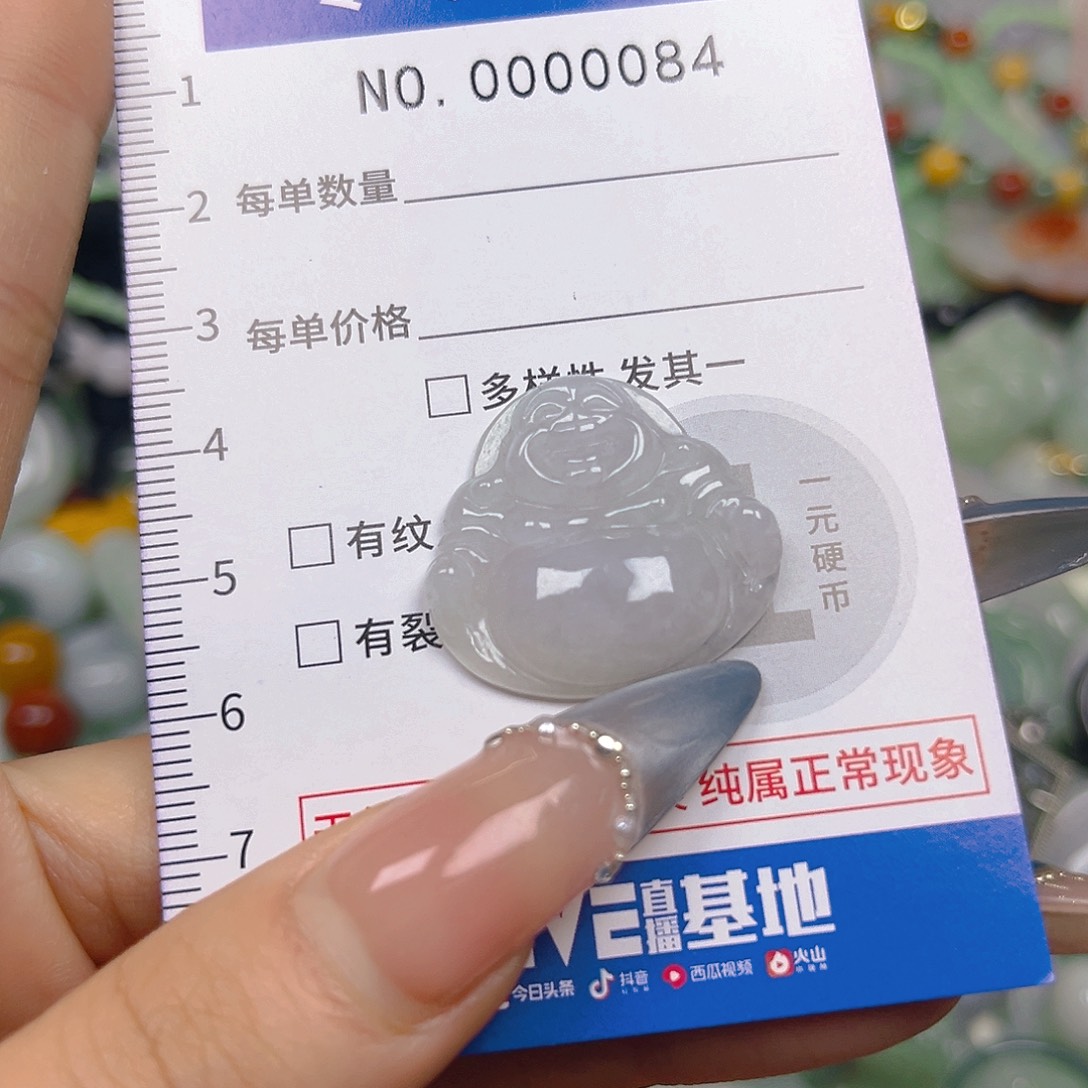 1
NO. 0000084
2 每单数量
3 每单价格
多样性 发其一
4
一元硬币
有纹
5
有裂
6
纯属正常现象
7
VE直播基地
今日头条 抖音 西瓜视频 火山